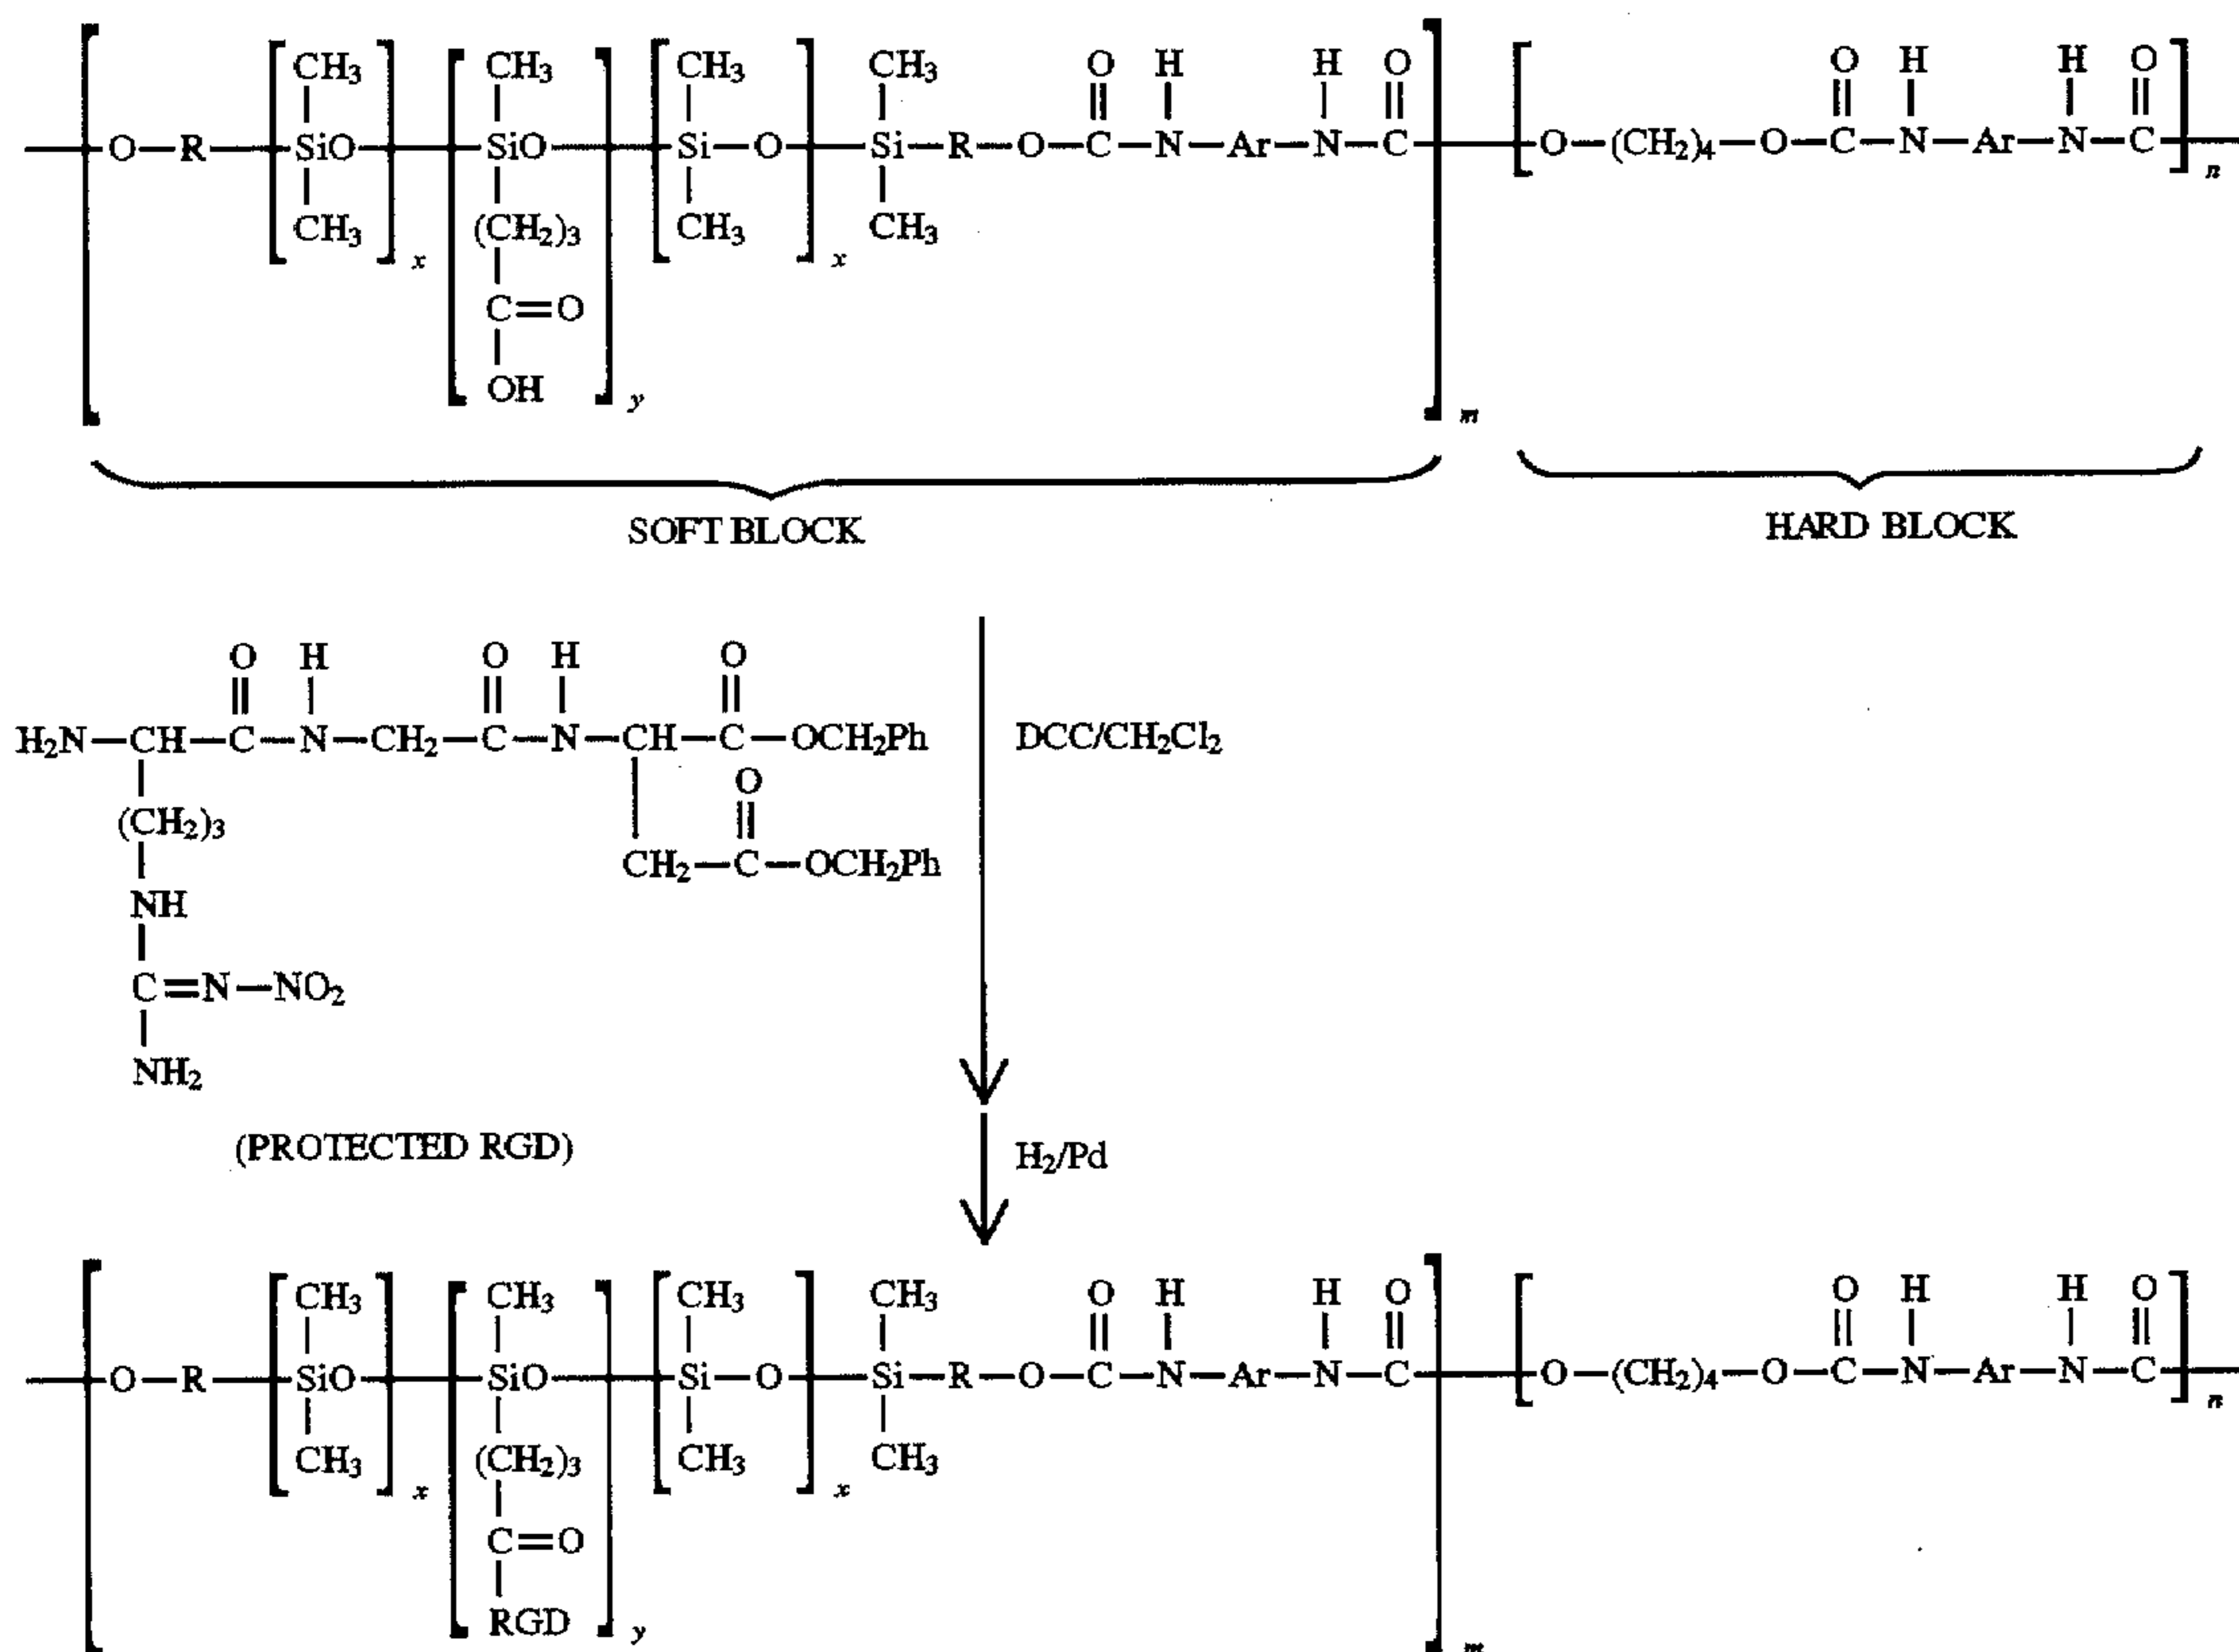 CH₃ CH₃ CH₃ CH₃ O H H O O H H O
O—R—SiO—SiO—Si—O—Si—R—O—C—N—Ar—N—C—O—(CH₂)₄—O—C—N—Ar—N—C n
CH₃ (CH₂)₃ CH₃ CH₃
x x
C=O
OH y m
SOFT BLOCK HARD BLOCK
O H O H O
H₂N—CH—C—N—CH₂—C—N—CH—C—OCH₂Ph DCC/CH₂Cl₂
O
(CH₂)₃
CH₂—C—OCH₂Ph
NH
C=N—NO₂
NH₂
(PROTECTED RGD) H₂/Pd
CH₃ CH₃ CH₃ CH₃ O H H O O H H O
O—R—SiO—SiO—Si—O—Si—R—O—C—N—Ar—N—C—O—(CH₂)₄—O—C—N—Ar—N—C n
CH₃ (CH₂)₃ CH₃ CH₃
x x
C=O
RGD y m